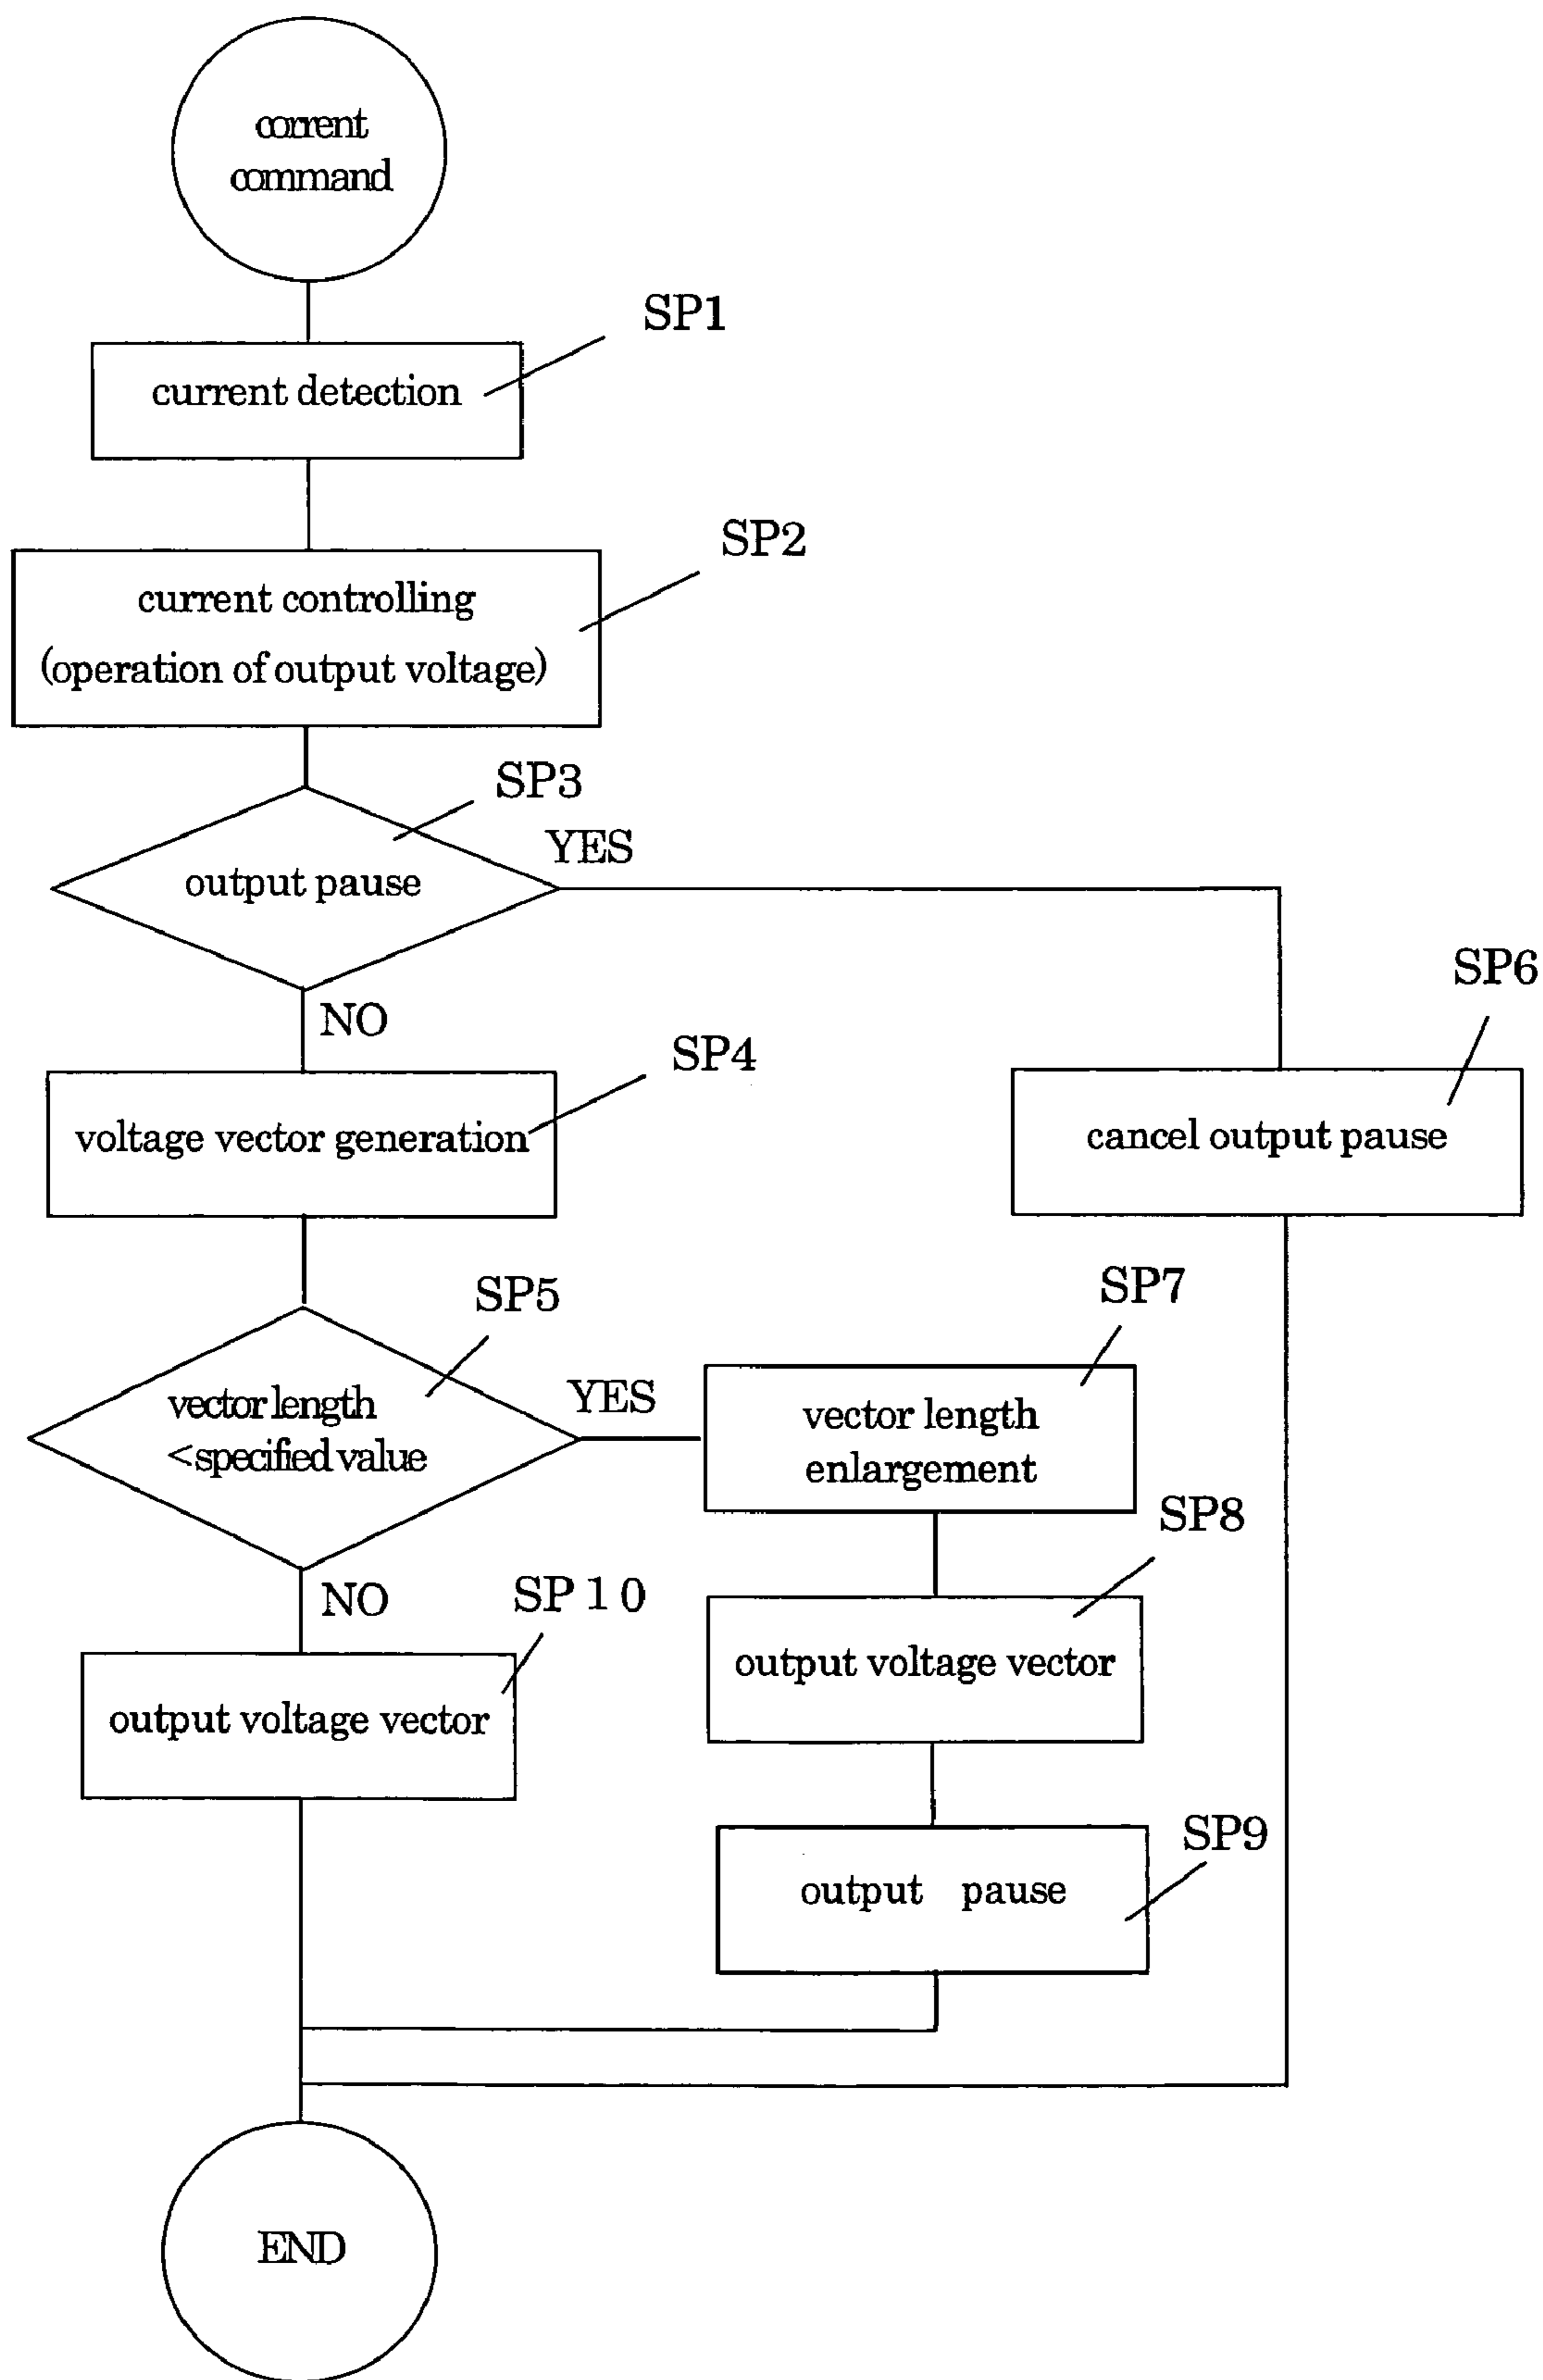 current
command
SP1
current detection
SP2
current controlling
(operation of output voltage)
SP3
YES
output pause
NO
SP6
cancel output pause
SP4
voltage vector generation
SP5
vector length
<specified value
YES
SP7
vector length
enlargement
SP8
output voltage vector
NO
SP10
output voltage vector
SP9
output pause
END